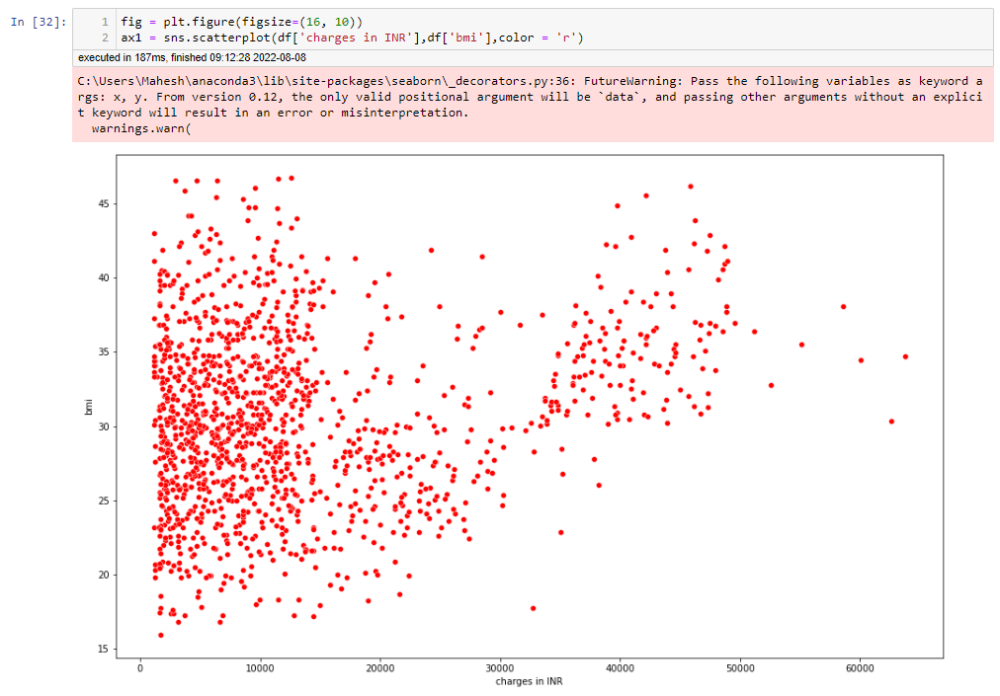 In [32]:
1 fig = plt.figure(figsize=(16, 10))
2 ax1 = sns.scatterplot(df['charges in INR'],df['bmi'],color = 'r')
executed in 187ms, finished 09:12:28 2022-08-08
C:\Users\Mahesh\anaconda3\lib\site-packages\seaborn\_decorators.py:36: FutureWarning: Pass the following variables as keyword a
rgs: x, y. From version 0.12, the only valid positional argument will be `data`, and passing other arguments without an explici
t keyword will result in an error or misinterpretation.
  warnings.warn(
45
40
35
bmi
30
25
20
15
0 10000 20000 30000 40000 50000 60000
charges in INR